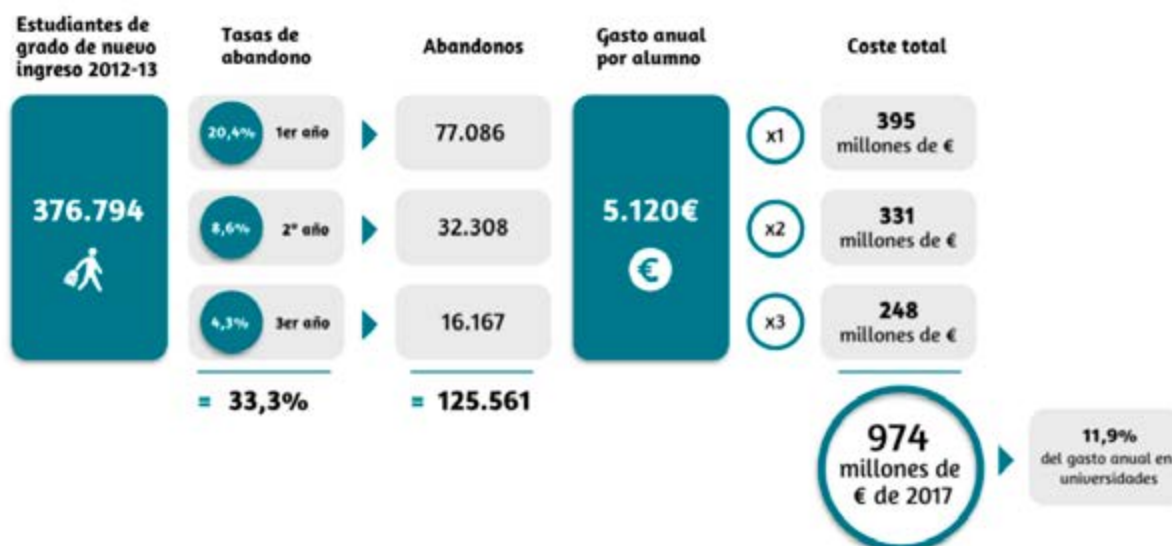 Estudiantes de
grado de nuevo
ingreso 2012-13
Tasas de
abandono
Abandonos
Gasto anual
por alumno
Coste total
376.794
20,4% 1er año
77.086
8,6% 2º año
32.308
4,3% 3er año
16.167
= 33,3%
= 125.561
5.120€
€
x1
395
millones de €
x2
331
millones de €
x3
248
millones de €
974
millones de
€ de 2017
11,9%
del gasto anual en
universidades